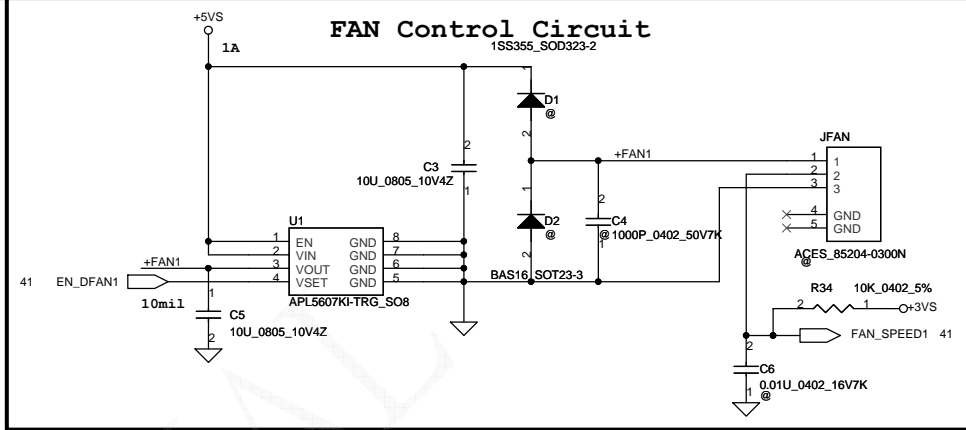 FAN Control Circuit
+5VS
1A
1SS355_SOD323-2
1
D1
@
2
2
C3
10U_0805_10V4Z
1
+FAN1
JFAN
1 1
2 2
3 3
4 GND
5 GND
ACES_85204-0300N
@
1
D2
@
2
BAS16_SOT23-3
2
C4
@ 1000P_0402_50V7K
1
U1
1 EN GND 8
2 VIN GND 7
3 VOUT GND 6
4 VSET GND 5
APL5607KI-TRG_SO8
+FAN1
41 EN_DFAN1
10mil
1
C5
10U_0805_10V4Z
2
R34 10K_0402_5%
2 1 +3VS
FAN_SPEED1 41
2
C6
0.01U_0402_16V7K
1 @